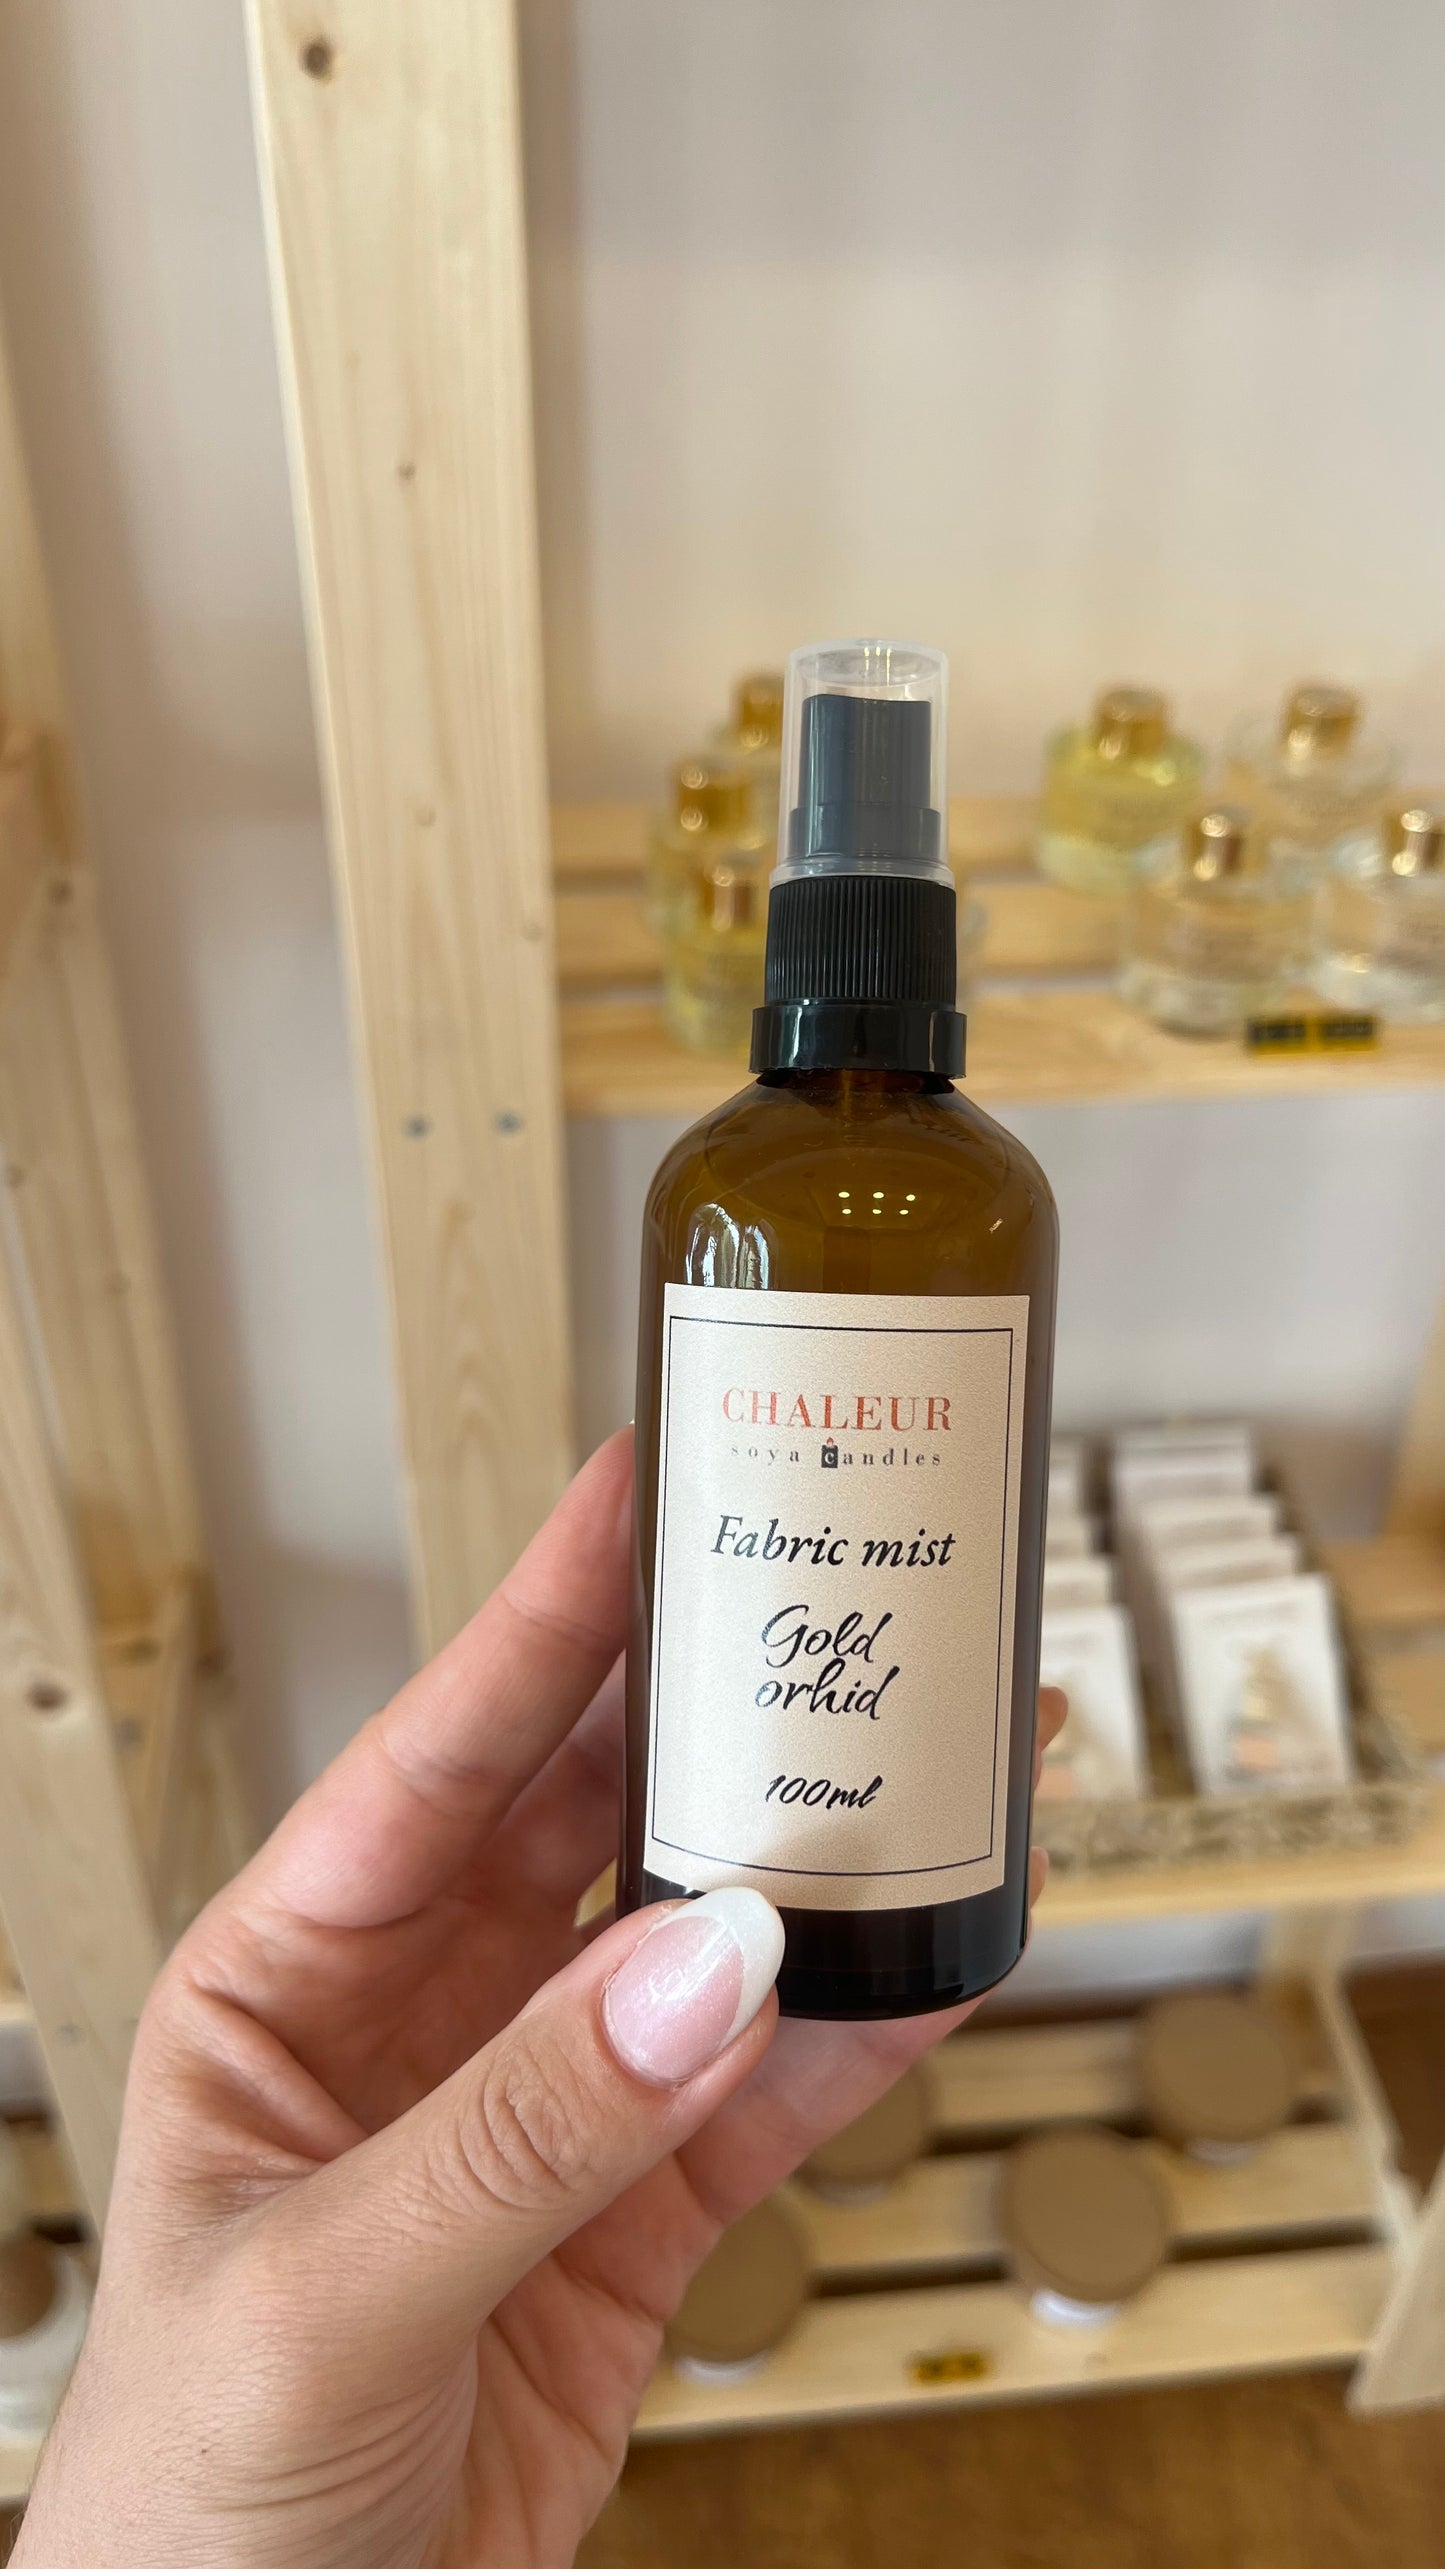 CHALEUR
soya candles
Fabric mist
Gold
orhid
100ml